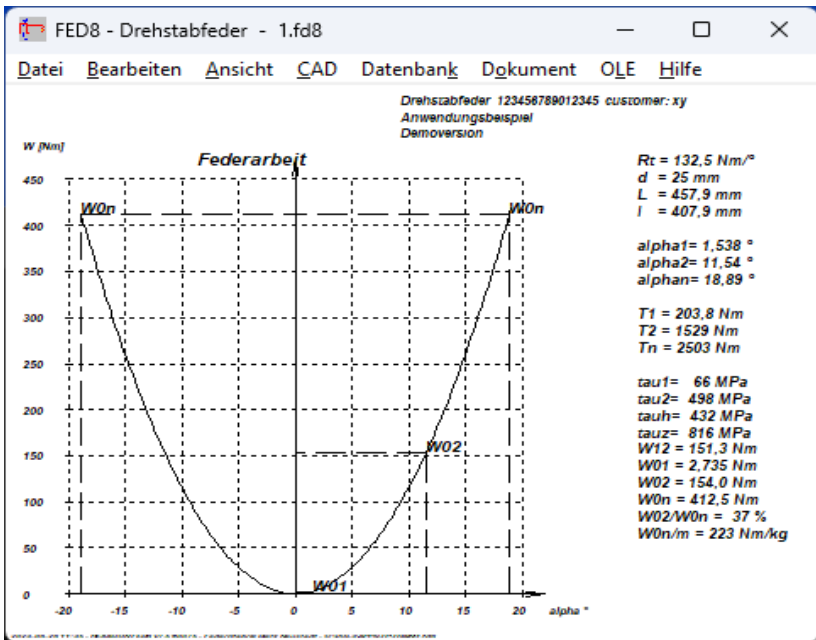 FED8 - Drehstabfeder - 1.fd8
Datei Bearbeiten Ansicht CAD Datenbank Dokument OLE Hilfe
Drehstabfeder 123456789012345 customer: xy
Anwendungsbeispiel
Demoversion
W [Nm]
Federarbeit
450
400
350
300
250
200
150
100
50
0
W0n
W0n
W02
W01
-20 -15 -10 -5 0 5 10 15 20 alpha °
Rt = 132,5 Nm/°
d = 25 mm
L = 457,9 mm
l = 407,9 mm
alpha1= 1,538 °
alpha2= 11,54 °
alphan= 18,89 °
T1 = 203,8 Nm
T2 = 1529 Nm
Tn = 2503 Nm
tau1= 66 MPa
tau2= 498 MPa
tauh= 432 MPa
tauz= 816 MPa
W12 = 151,3 Nm
W01 = 2,735 Nm
W02 = 154,0 Nm
W0n = 412,5 Nm
W02/W0n = 37 %
W0n/m = 223 Nm/kg